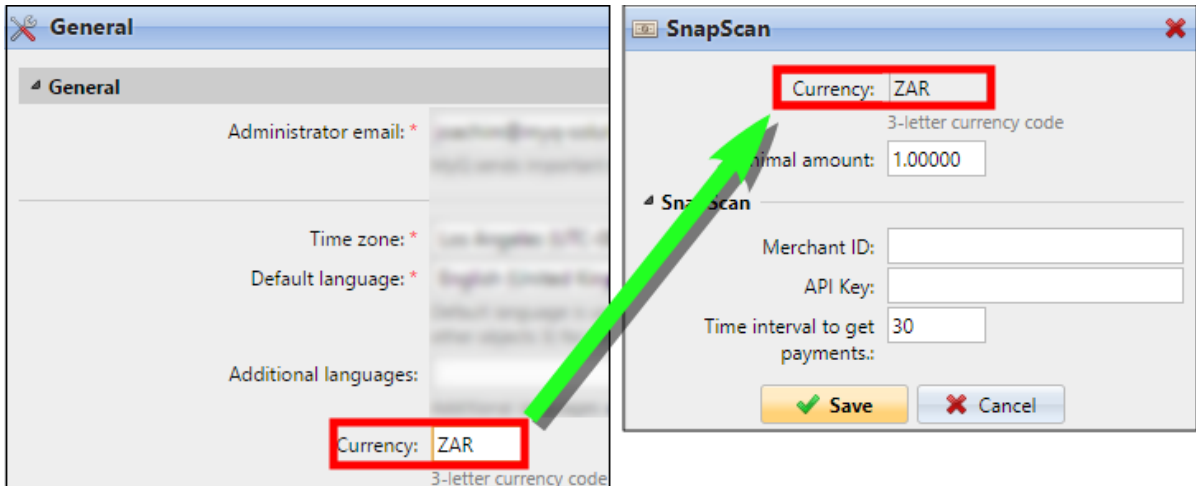 General
General
Administrator email: *
Time zone: *
Default language: *
Additional languages:
Currency: ZAR
3-letter currency code
SnapScan
Currency: ZAR
3-letter currency code
amount: 1.00000
SnapScan
Merchant ID:
API Key:
Time interval to get 30
payments.:
Save Cancel